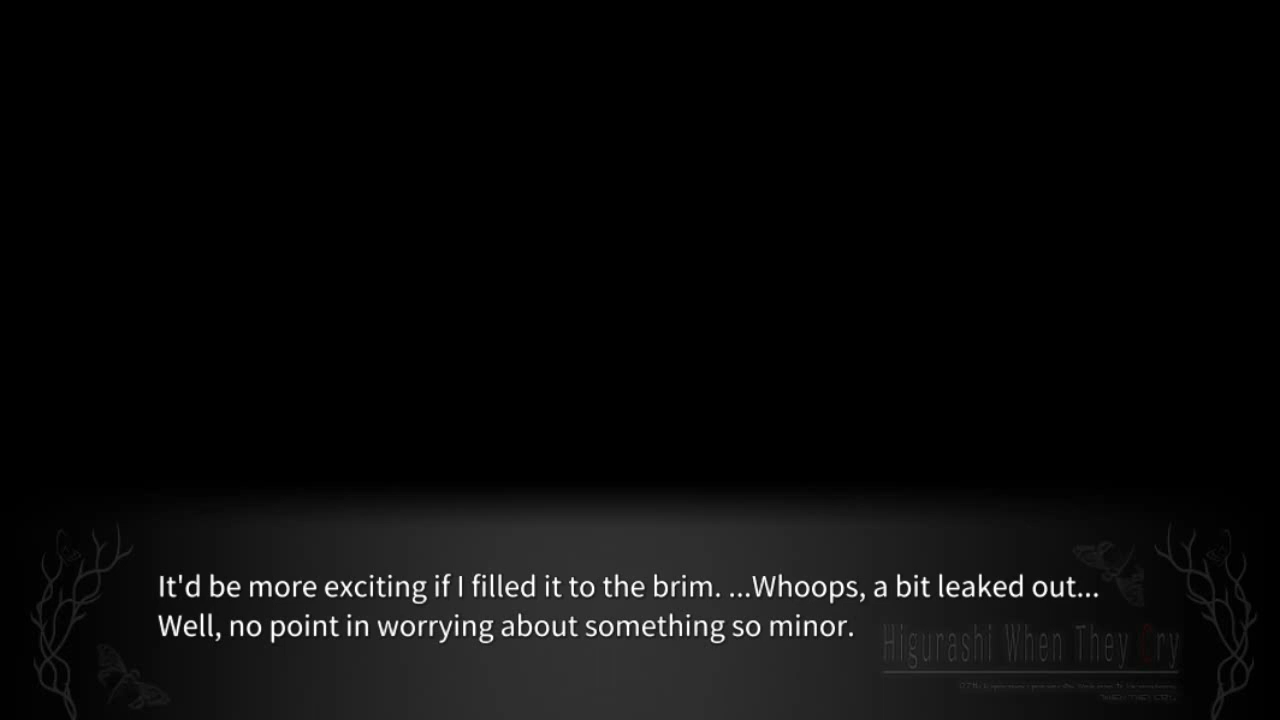 It'd be more exciting if I filled it to the brim. ...Whoops, a bit leaked out...
Well, no point in worrying about something so minor.
Higurashi When They Cry